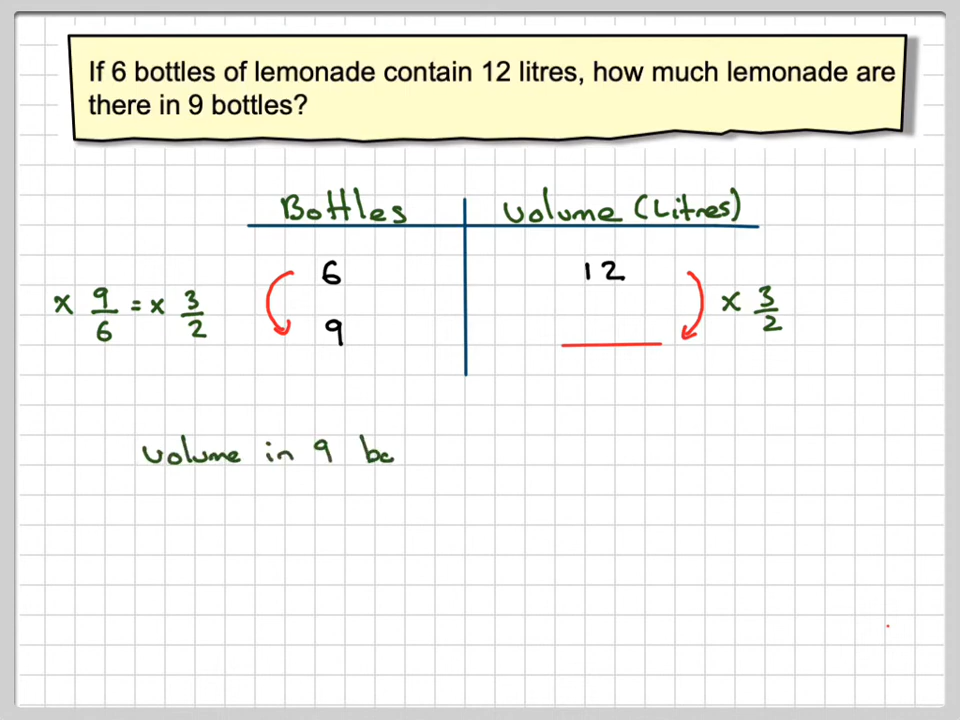 If 6 bottles of lemonade contain 12 litres, how much lemonade are
there in 9 bottles?
Bottles Volume (Litres)
6 12
× 9/6 = × 3/2 9 × 3/2
volume in 9 bo